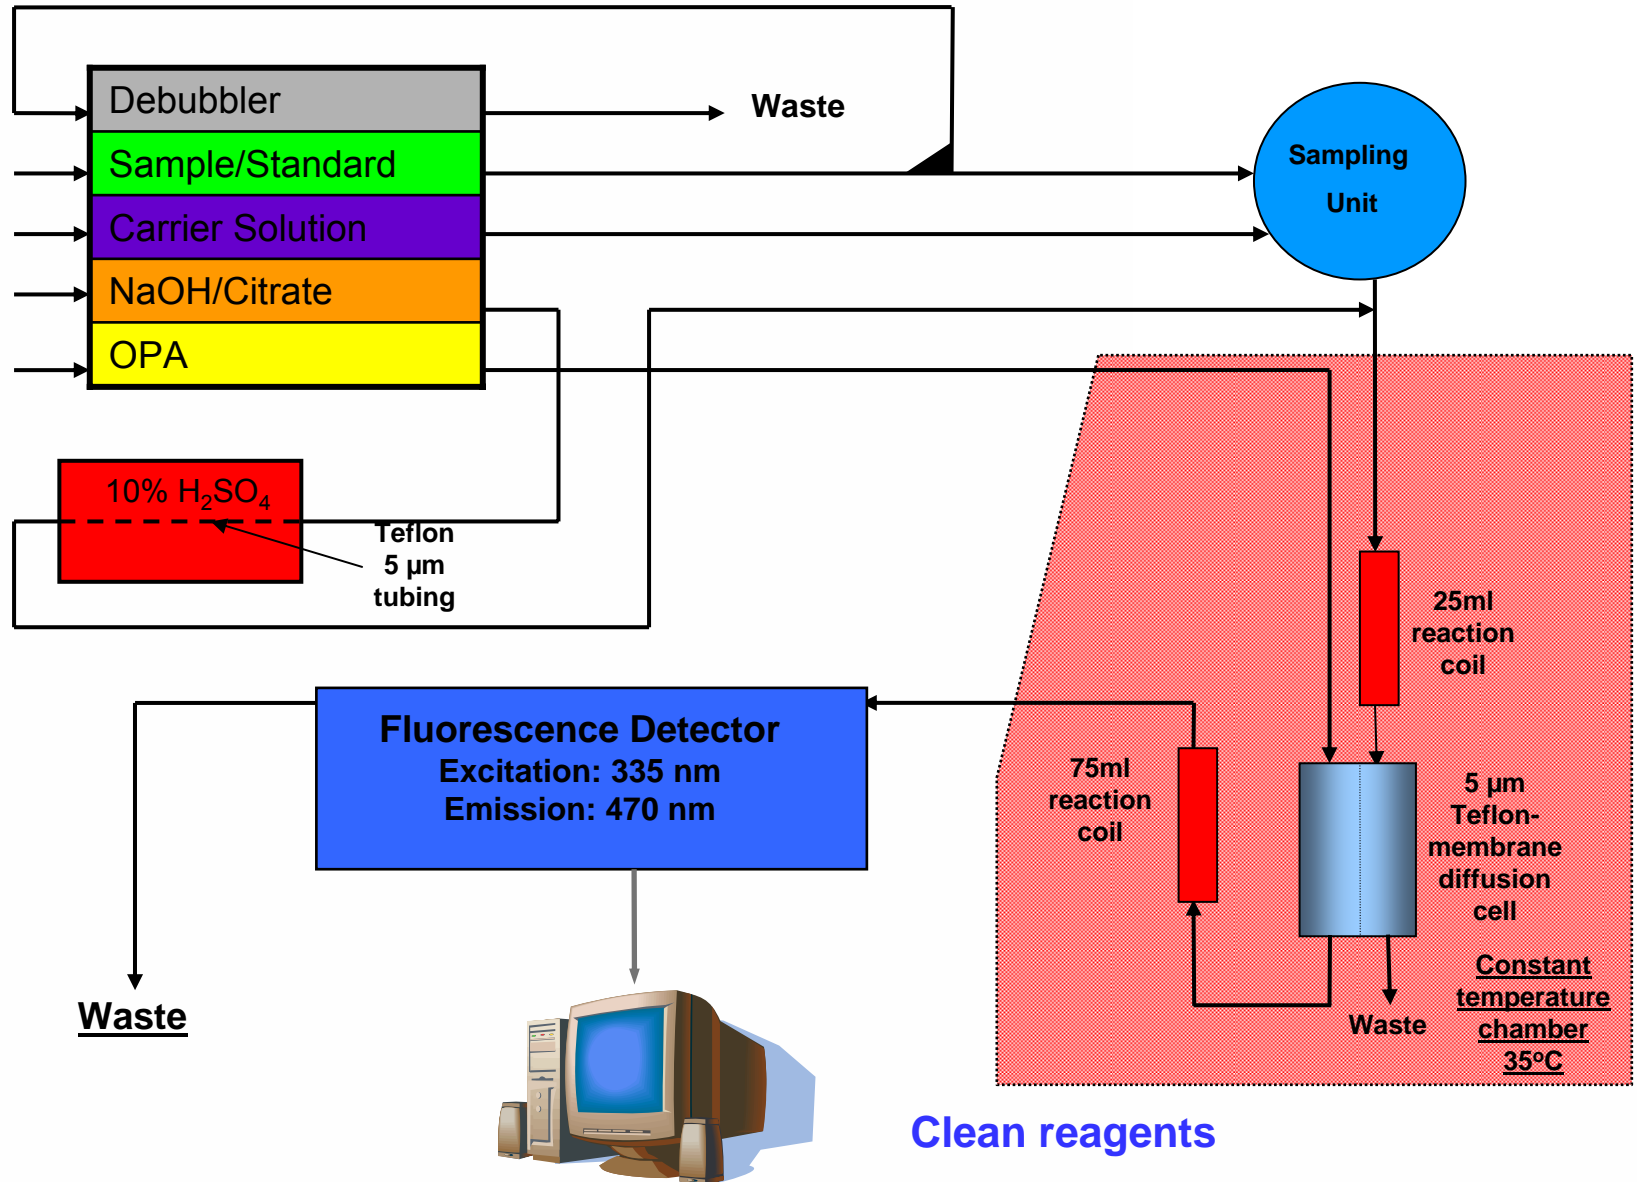 Debubbler
Waste
Sample/Standard
Carrier Solution
NaOH/Citrate
OPA
Sampling
Unit
10% H₂SO₄
Teflon
5 µm
tubing
25ml
reaction
coil
Fluorescence Detector
Excitation: 335 nm
Emission: 470 nm
75ml
reaction
coil
5 µm
Teflon-
membrane
diffusion
cell
Constant
temperature
chamber
35ºC
Waste
Waste
Clean reagents